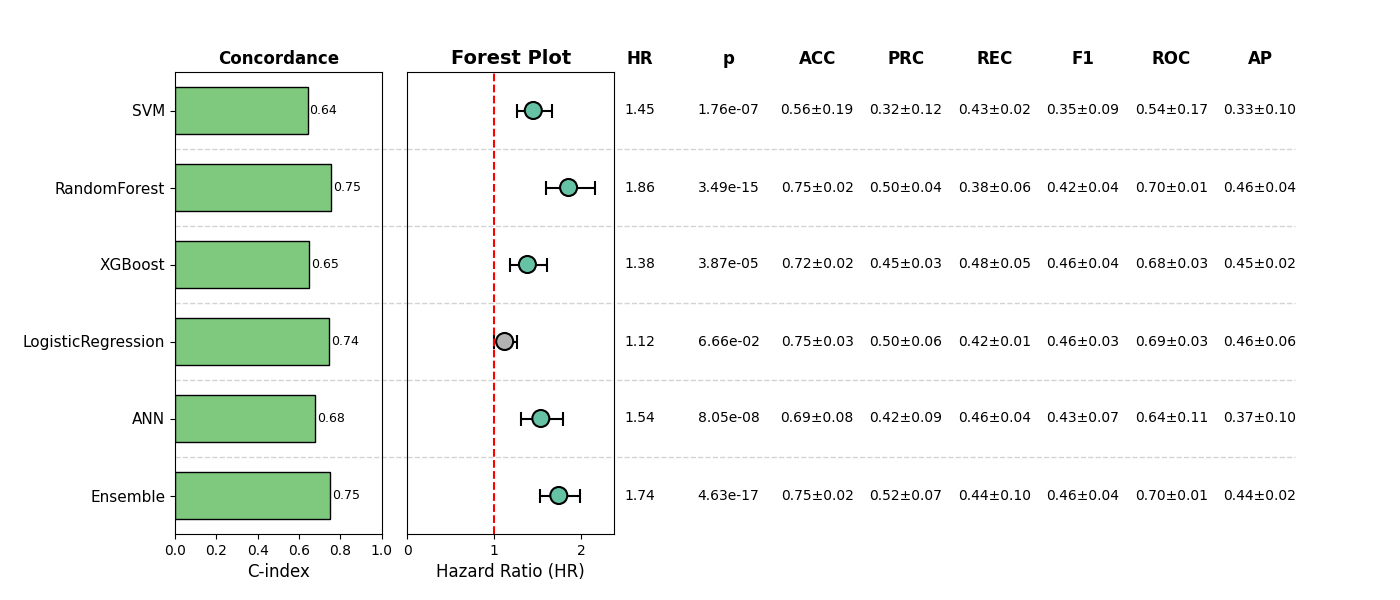 Concordance Forest Plot HR p ACC PRC REC F1 ROC AP
SVM 0.64 1.45 1.76e-07 0.56±0.19 0.32±0.12 0.43±0.02 0.35±0.09 0.54±0.17 0.33±0.10
RandomForest 0.75 1.86 3.49e-15 0.75±0.02 0.50±0.04 0.38±0.06 0.42±0.04 0.70±0.01 0.46±0.04
XGBoost 0.65 1.38 3.87e-05 0.72±0.02 0.45±0.03 0.48±0.05 0.46±0.04 0.68±0.03 0.45±0.02
LogisticRegression 0.74 1.12 6.66e-02 0.75±0.03 0.50±0.06 0.42±0.01 0.46±0.03 0.69±0.03 0.46±0.06
ANN 0.68 1.54 8.05e-08 0.69±0.08 0.42±0.09 0.46±0.04 0.43±0.07 0.64±0.11 0.37±0.10
Ensemble 0.75 1.74 4.63e-17 0.75±0.02 0.52±0.07 0.44±0.10 0.46±0.04 0.70±0.01 0.44±0.02
0.0 0.2 0.4 0.6 0.8 1.0 0 1 2
C-index Hazard Ratio (HR)